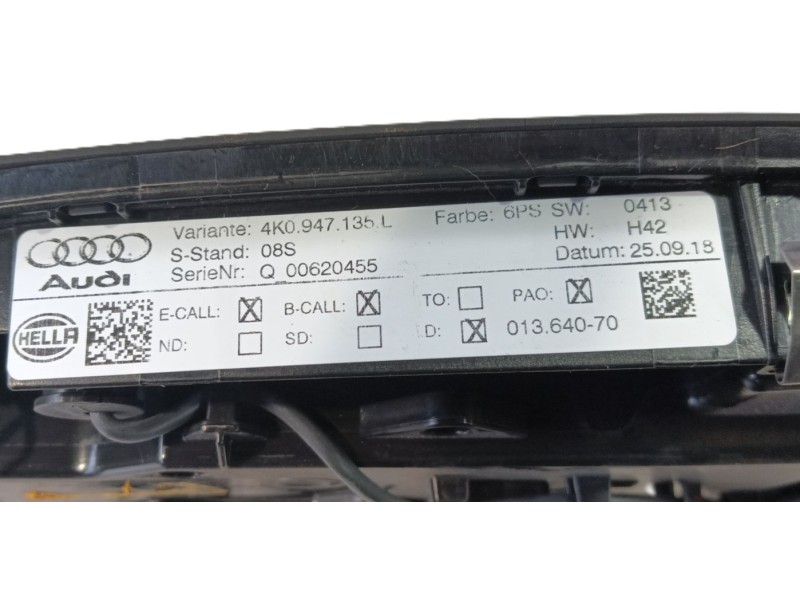 Audi
Variante: 4K0.947.135.L
Farbe: 6PS SW: 0413
S-Stand: 08S
HW: H42
SerieNr: Q 00620455
Datum: 25.09.18
HELLA
E-CALL: ☒ B-CALL: ☒ TO: ☐ PAO: ☒
ND: ☐ SD: ☐ D: ☒ 013.640-70